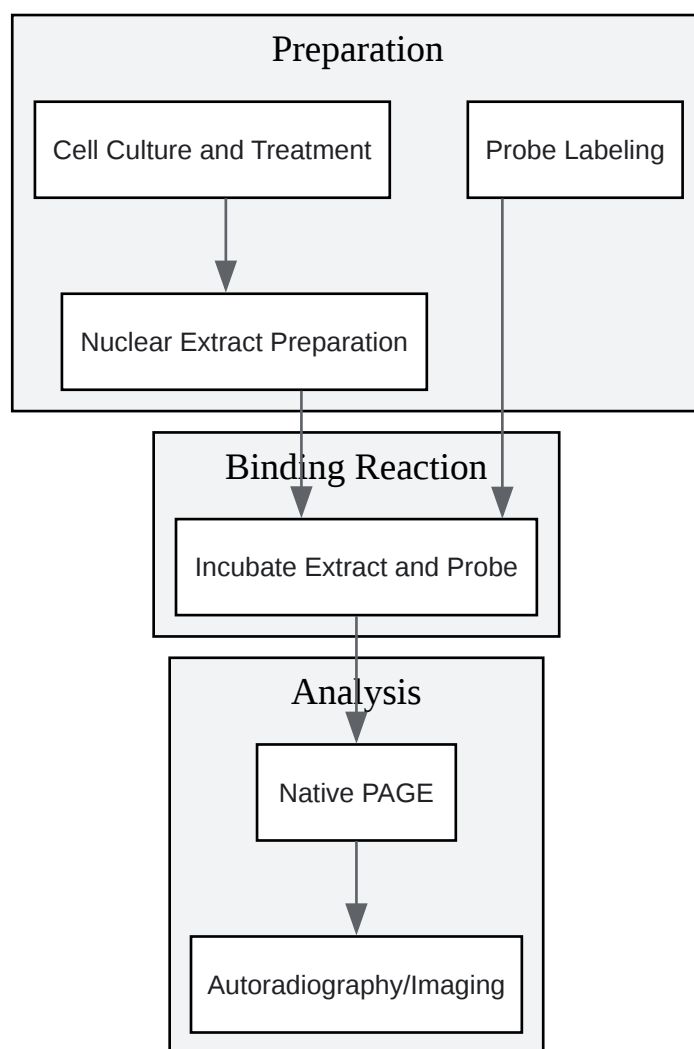 Preparation
Cell Culture and Treatment
Probe Labeling
Nuclear Extract Preparation
Binding Reaction
Incubate Extract and Probe
Analysis
Native PAGE
Autoradiography/Imaging